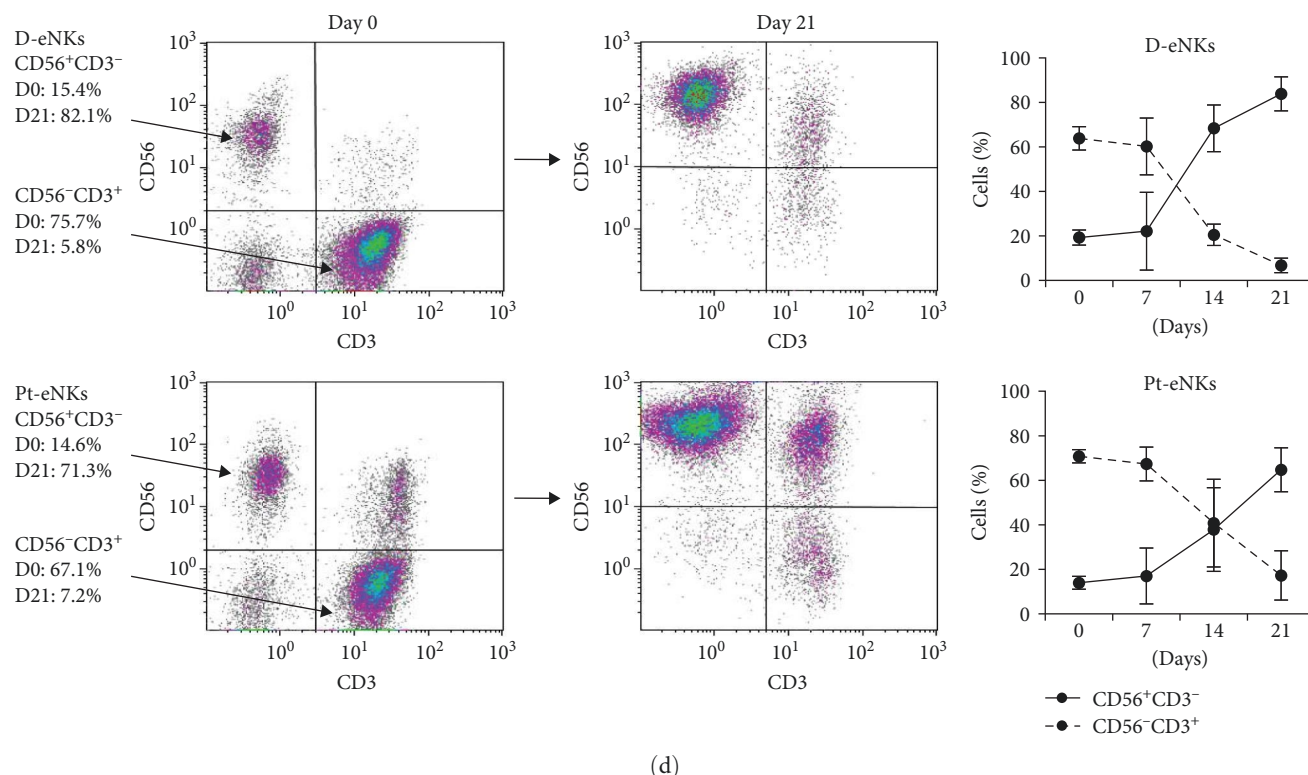 Day 0
Day 21
D-eNKs
CD56⁺CD3⁻
D0: 15.4%
D21: 82.1%
CD56⁻CD3⁺
D0: 75.7%
D21: 5.8%
CD56
10³
10²
10¹
10⁰
10⁰
10¹
10²
10³
CD3
CD56
10³
10²
10¹
10⁰
10⁰
10¹
10²
10³
CD3
D-eNKs
Cells (%)
100
80
60
40
20
0
0
7
14
21
(Days)
Pt-eNKs
CD56⁺CD3⁻
D0: 14.6%
D21: 71.3%
CD56⁻CD3⁺
D0: 67.1%
D21: 7.2%
CD56
10³
10²
10¹
10⁰
10⁰
10¹
10²
10³
CD3
CD56
10³
10²
10¹
10⁰
10⁰
10¹
10²
10³
CD3
Pt-eNKs
Cells (%)
100
80
60
40
20
0
0
7
14
21
(Days)
CD56⁺CD3⁻
CD56⁻CD3⁺
(d)